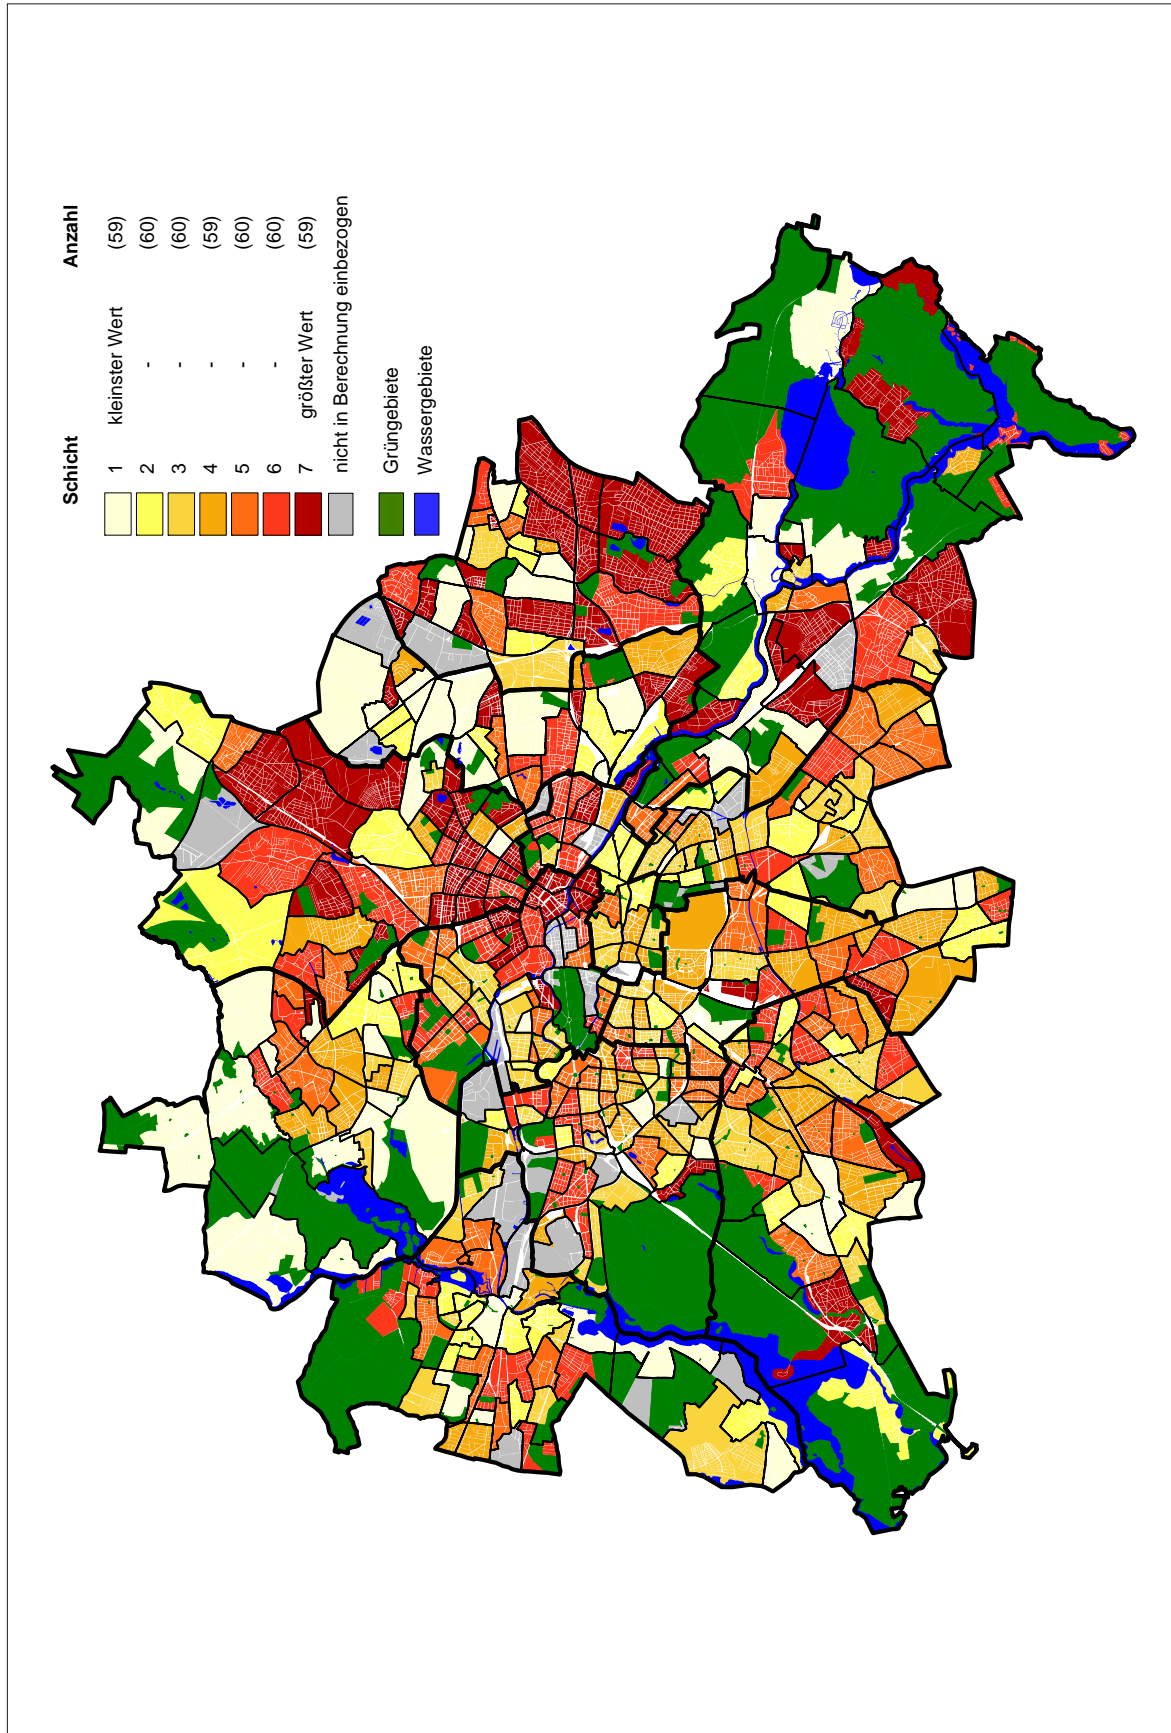 Schicht Anzahl
1 kleinster Wert (59)
2 - (60)
3 - (60)
4 - (59)
5 - (60)
6 - (60)
7 größter Wert (59)
nicht in Berechnung einbezogen
Grüngebiete
Wassergebiete